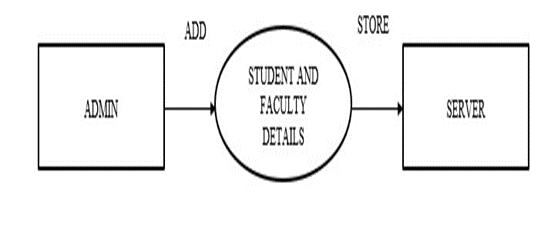 ADD
STORE
ADMIN
STUDENT AND
FACULTY
DETAILS
SERVER